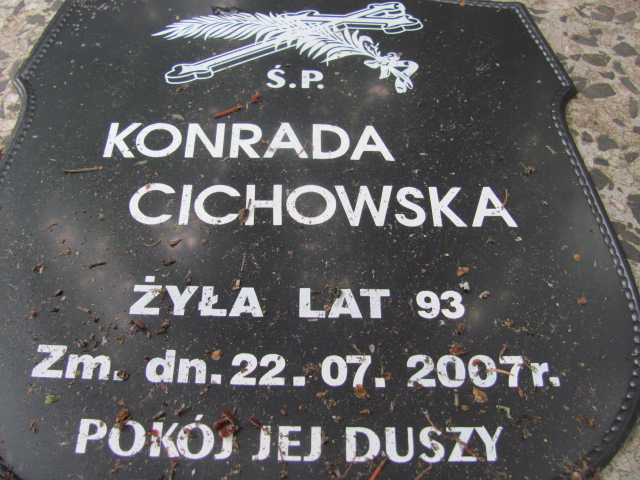 Ś.P.
KONRADA
CICHOWSKA
ŻYŁA LAT 93
Zm. dn. 22. 07. 2007r.
POKÓJ JEJ DUSZY